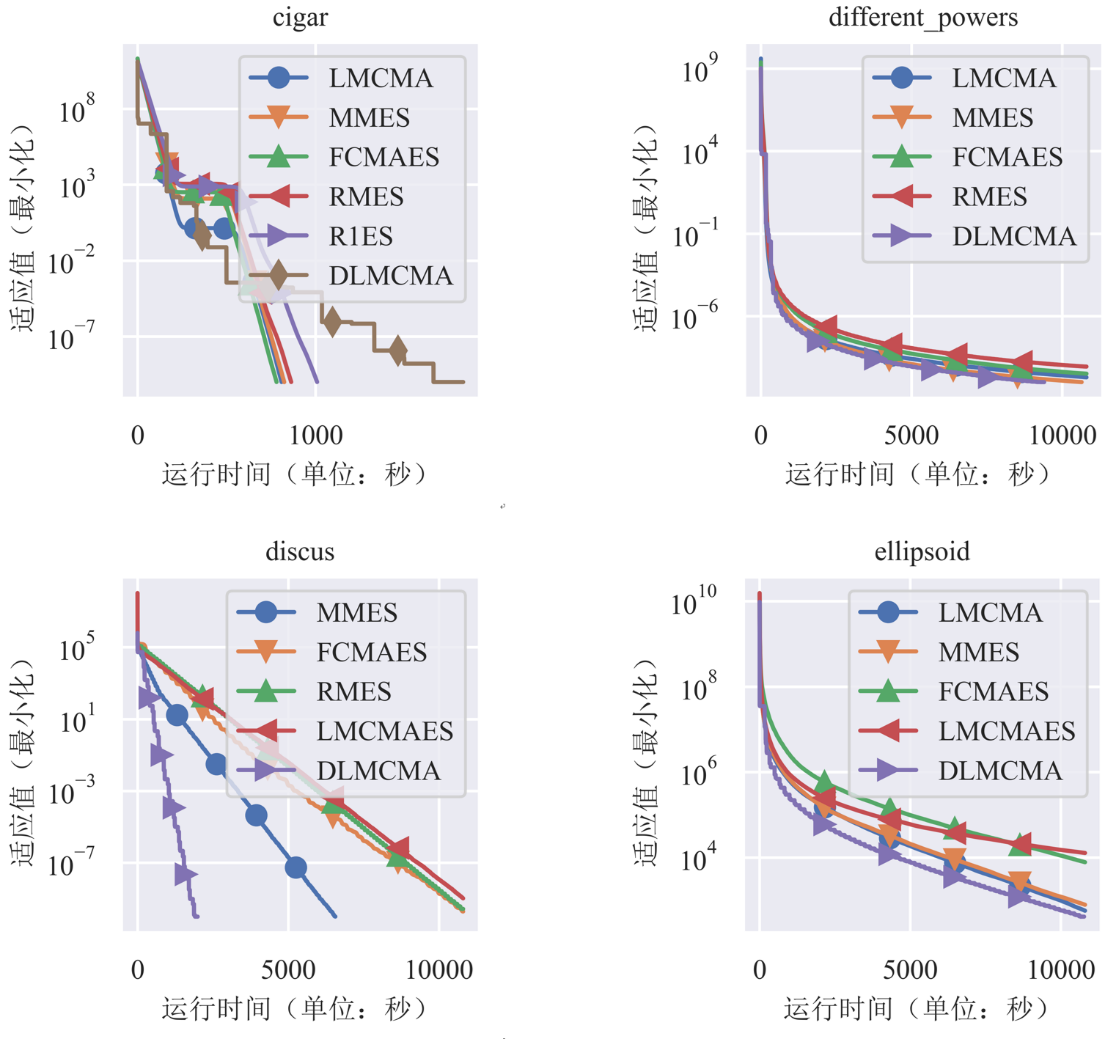 cigar
适应值（最小化）
10^8
10^3
10^-2
10^-7
LMCMA
MMES
FCMAES
RMES
R1ES
DLMCMA
0
1000
运行时间（单位：秒）
different_powers
适应值（最小化）
10^9
10^4
10^-1
10^-6
LMCMA
MMES
FCMAES
RMES
DLMCMA
0
5000
10000
运行时间（单位：秒）
discus
适应值（最小化）
10^5
10^1
10^-3
10^-7
MMES
FCMAES
RMES
LMCMAES
DLMCMA
0
5000
10000
运行时间（单位：秒）
ellipsoid
适应值（最小化）
10^10
10^8
10^6
10^4
LMCMA
MMES
FCMAES
LMCMAES
DLMCMA
0
5000
10000
运行时间（单位：秒）